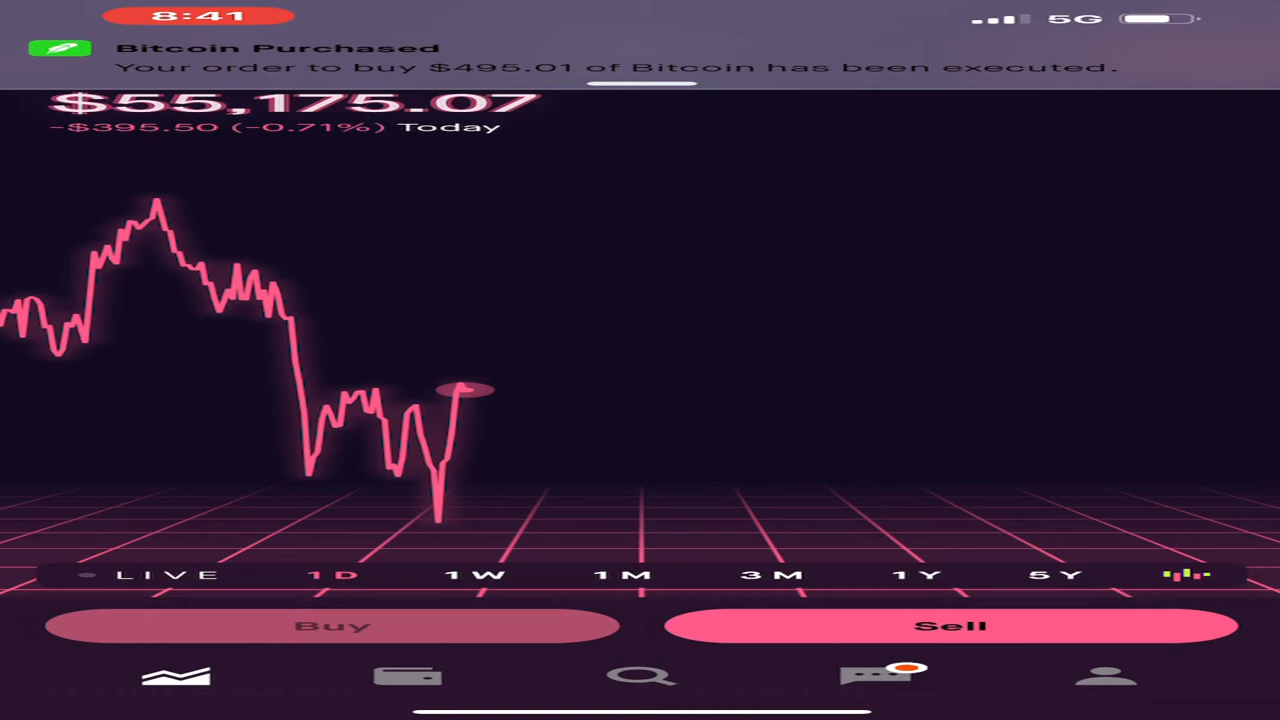 8:41
5G
Bitcoin Purchased
Your order to buy $495.01 of Bitcoin has been executed.
$55,175.07
-$395.50 (-0.71%) Today
LIVE 1D 1W 1M 3M 1Y 5Y
Buy Sell